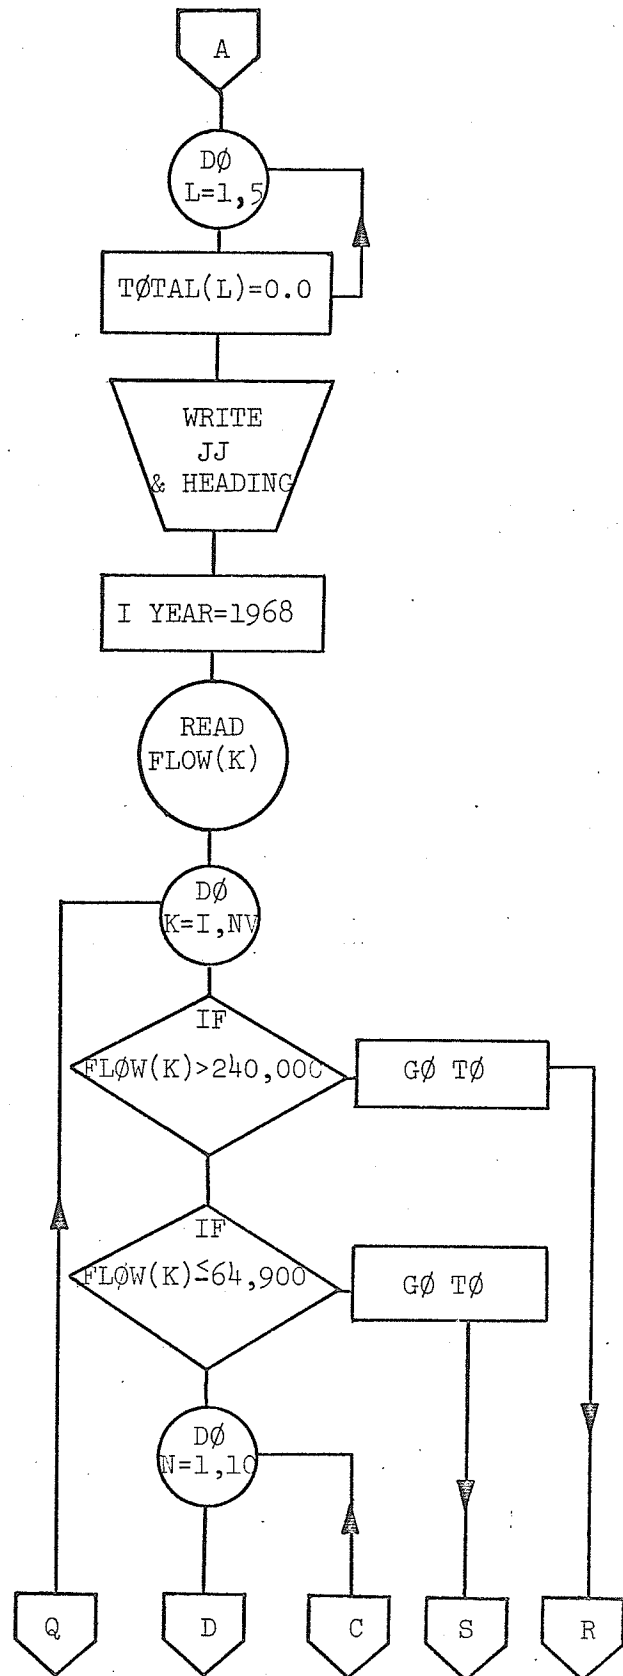 A
DØ
L=1,5
TØTAL(L)=0.0
WRITE
JJ
& HEADING
I YEAR=1968
READ
FLOW(K)
DØ
K=I,NV
IF
FLØW(K)>240,000
GØ TØ
IF
FLØW(K)≤64,900
GØ TØ
DØ
N=1,10
Q
D
C
S
R